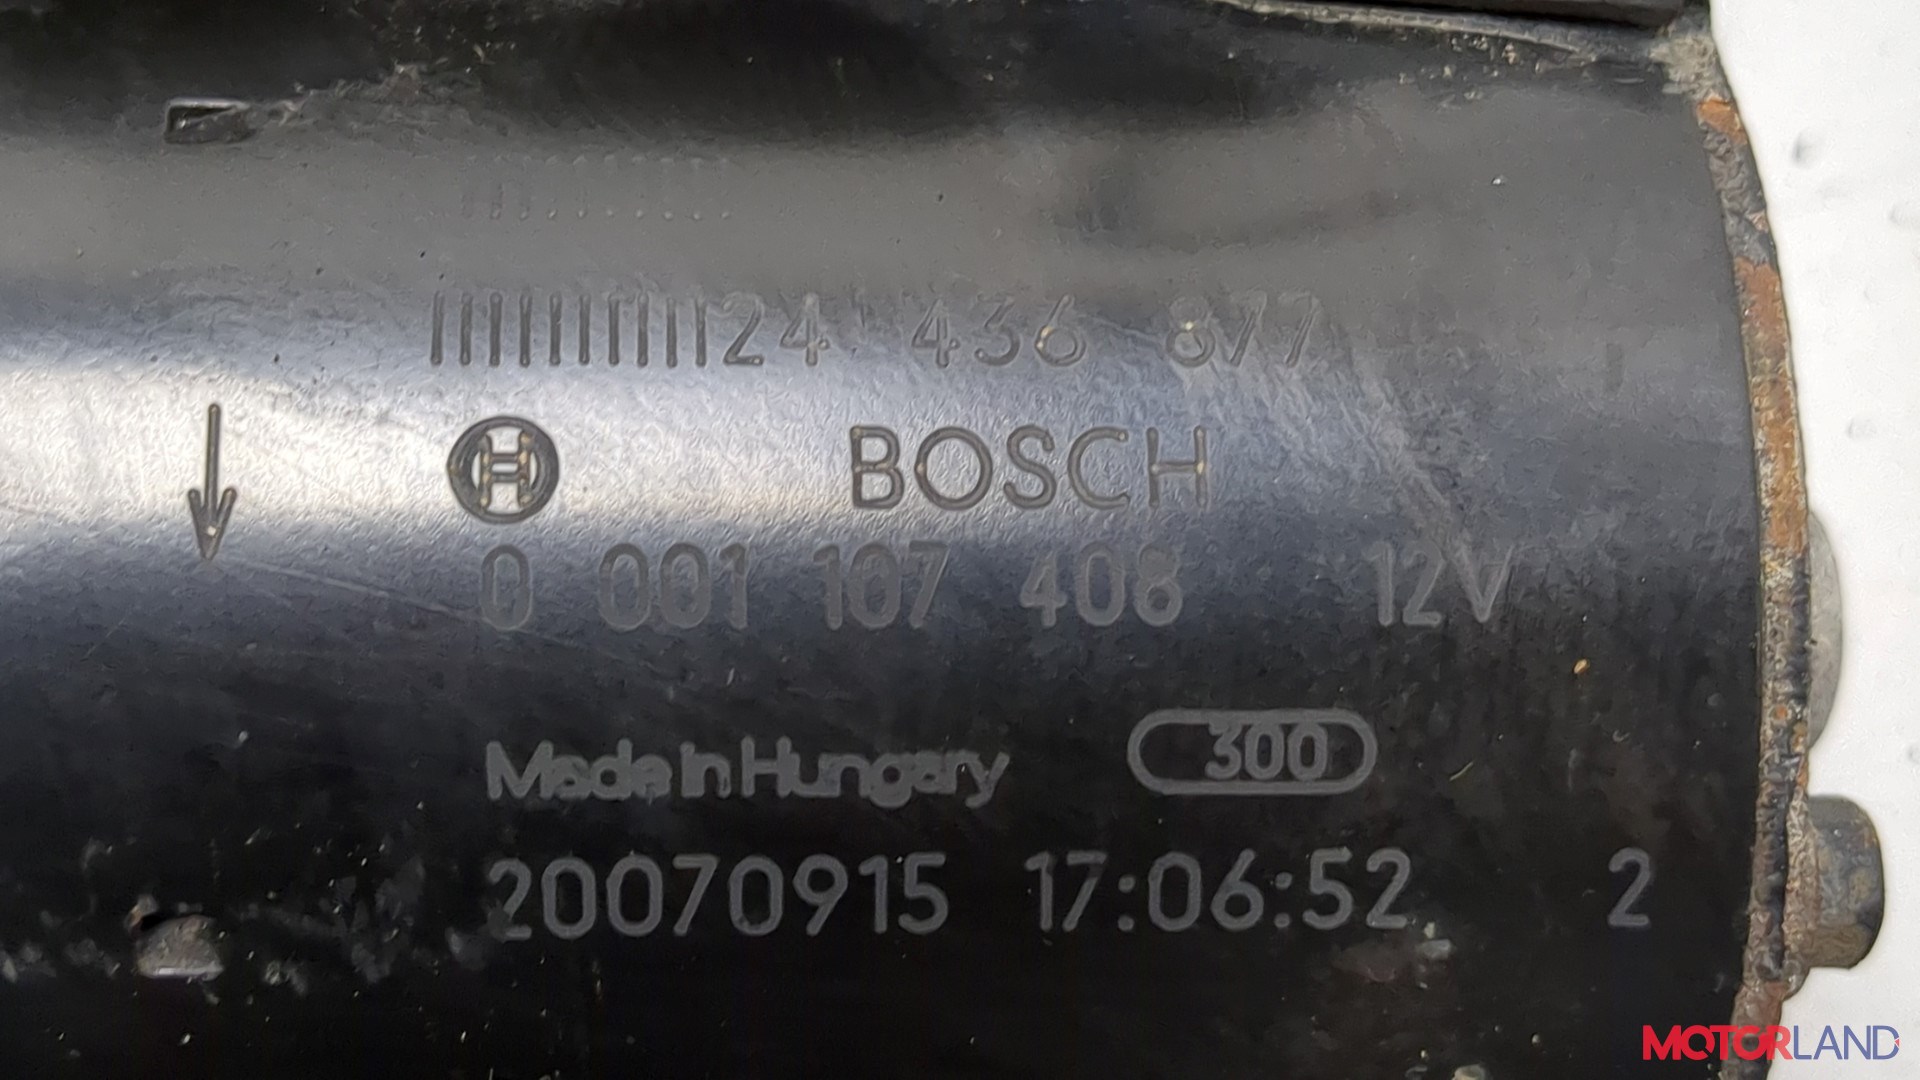 ||||||||||24 436 877
BOSCH
0 001 107 408 12V
Made in Hungary 300
20070915 17:06:52 2
MOTORLAND